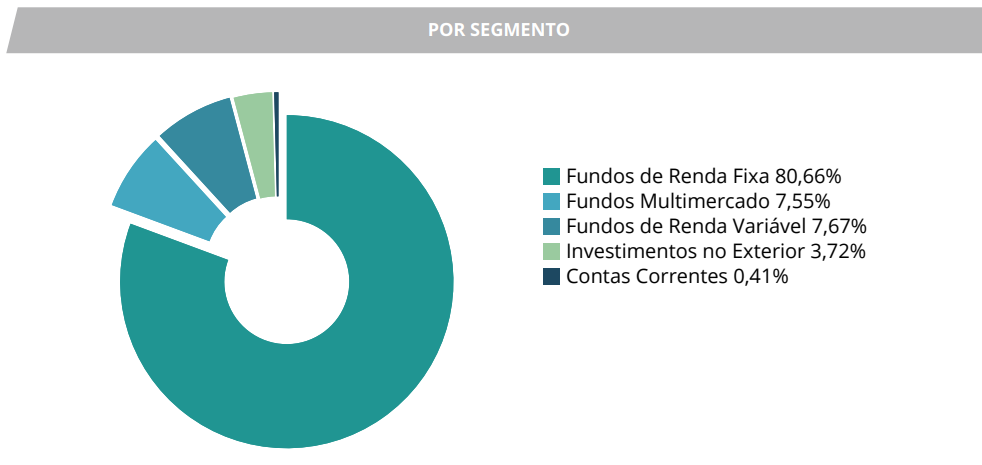 POR SEGMENTO
Fundos de Renda Fixa 80,66%
Fundos Multimercado 7,55%
Fundos de Renda Variável 7,67%
Investimentos no Exterior 3,72%
Contas Correntes 0,41%